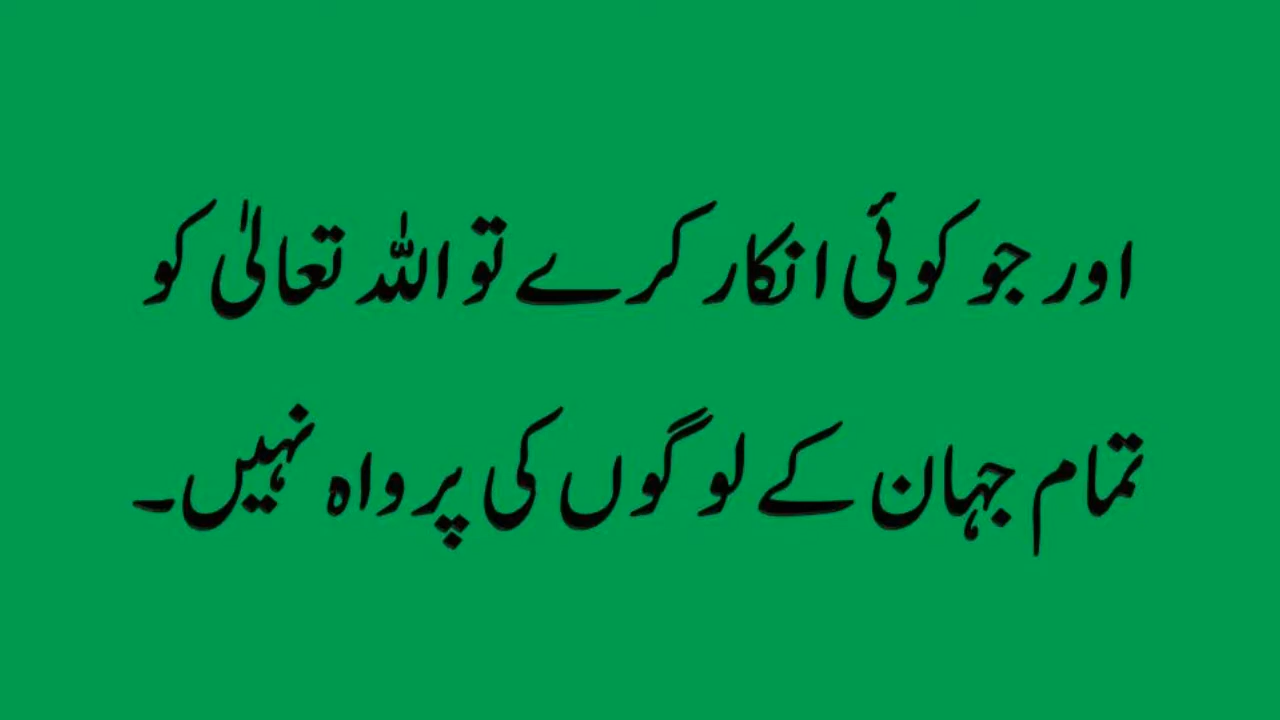 اور جو کوئی انکار کرے تو اللہ تعالیٰ کو
تمام جہان کے لوگوں کی پرواہ نہیں۔